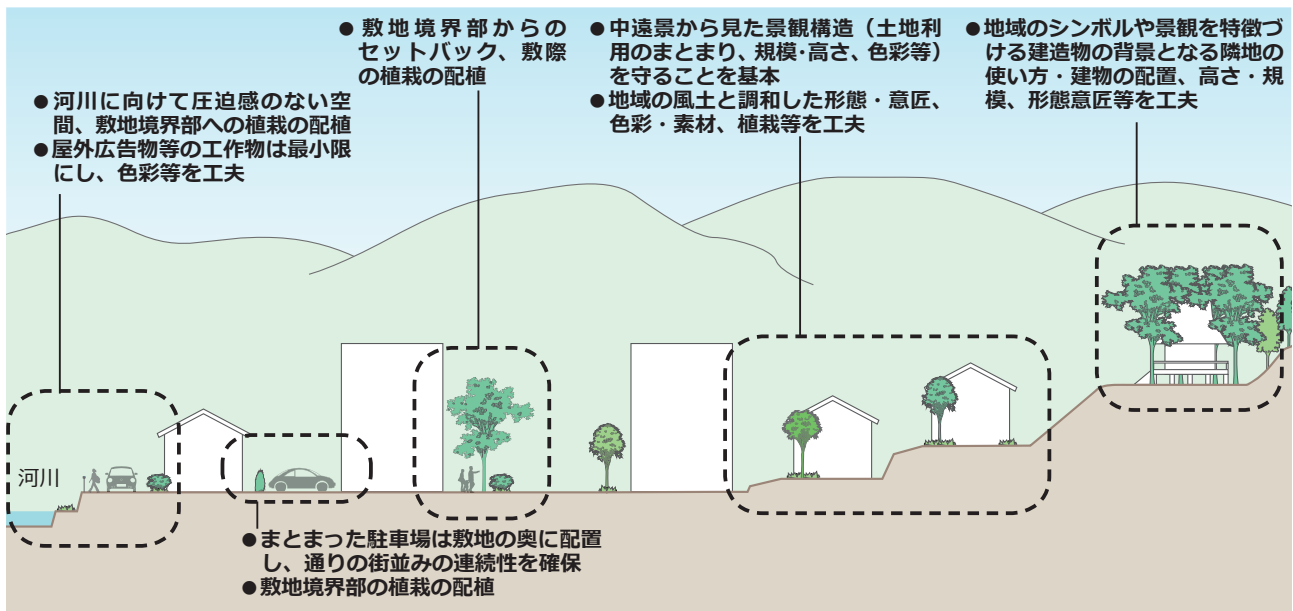 ●河川に向けて圧迫感のない空
間、敷地境界部への植栽の配植
●屋外広告物等の工作物は最小限
にし、色彩等を工夫
●敷地境界部からの
セットバック、敷際
の植栽の配植
●中遠景から見た景観構造（土地利
用のまとまり、規模・高さ、色彩等）
を守ることを基本
●地域の風土と調和した形態・意匠、
色彩・素材、植栽等を工夫
●地域のシンボルや景観を特徴づ
ける建造物の背景となる隣地の
使い方・建物の配置、高さ・規
模、形態意匠等を工夫
河川
●まとまった駐車場は敷地の奥に配置
し、通りの街並みの連続性を確保
●敷地境界部の植栽の配植